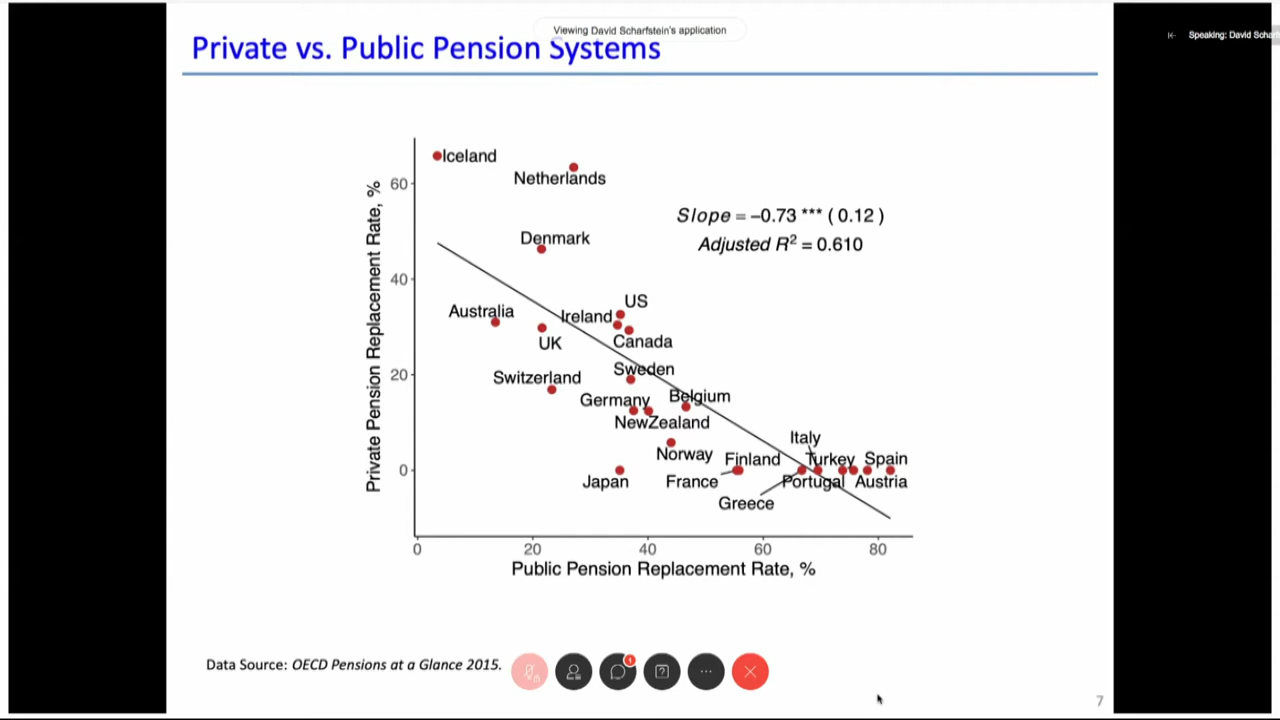 Viewing David Scharfstein's application
Speaking: David Scharf
Private vs. Public Pension Systems
Private Pension Replacement Rate, %
60
40
20
0
Iceland
Netherlands
Slope = −0.73 *** ( 0.12 )
Adjusted R² = 0.610
Denmark
US
Australia
Ireland
UK
Canada
Sweden
Switzerland
Germany
Belgium
NewZealand
Italy
Norway
Finland
Turkey
Spain
Japan
France
Portugal
Austria
Greece
0
20
40
60
80
Public Pension Replacement Rate, %
Data Source: OECD Pensions at a Glance 2015.
1
7